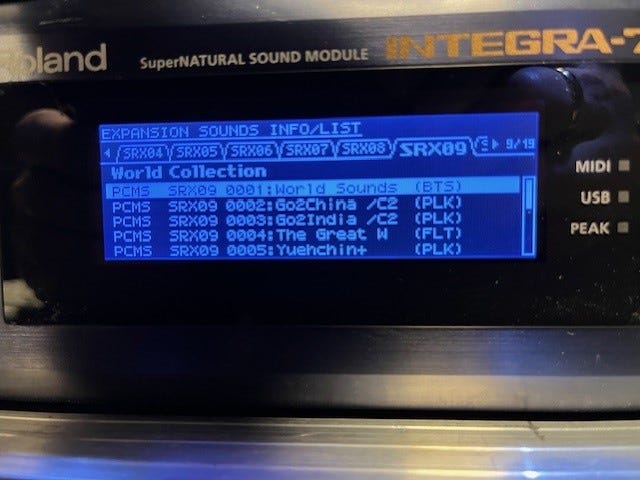 Roland SuperNATURAL SOUND MODULE INTEGRA-7
EXPANSION SOUNDS INFO/LIST
SRX04 SRX05 SRX06 SRX07 SRX08 SRX09 S 9/19
World Collection
PCMS SRX09 0001:World Sounds (BTS)
PCMS SRX09 0002:Go2China /C2 (PLK)
PCMS SRX09 0003:Go2India /C2 (PLK)
PCMS SRX09 0004:The Great W (FLT)
PCMS SRX09 0005:Yuehchin+ (PLK)
MIDI
USB
PEAK